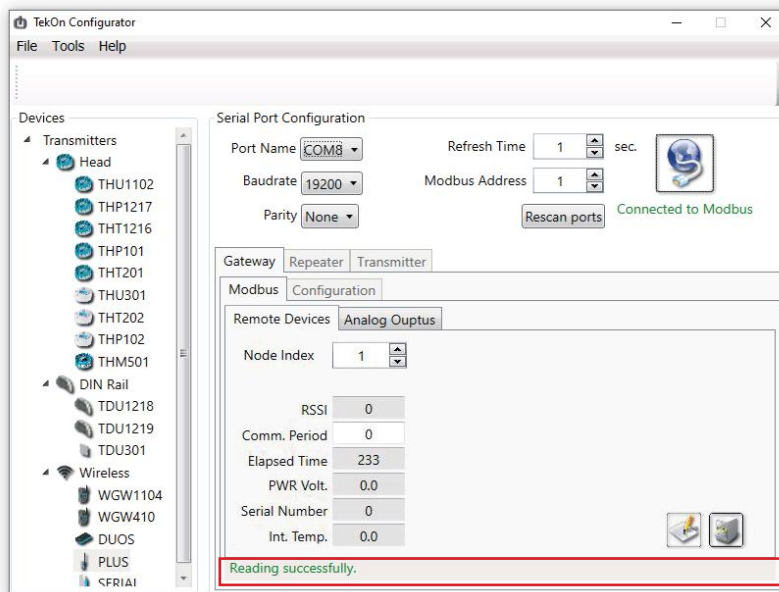 TekOn Configurator
File Tools Help
Devices
Transmitters
Head
THU1102
THP1217
THT1216
THP101
THT201
THU301
THT202
THP102
THM501
DIN Rail
TDU1218
TDU1219
TDU301
Wireless
WGW1104
WGW410
DUOS
PLUS
SERIAL
Serial Port Configuration
Port Name COM8
Refresh Time 1 sec.
Baudrate 19200
Modbus Address 1
Parity None
Rescan ports
Connected to Modbus
Gateway Repeater Transmitter
Modbus Configuration
Remote Devices Analog Ouptus
Node Index 1
RSSI 0
Comm. Period 0
Elapsed Time 233
PWR Volt. 0.0
Serial Number 0
Int. Temp. 0.0
Reading successfully.